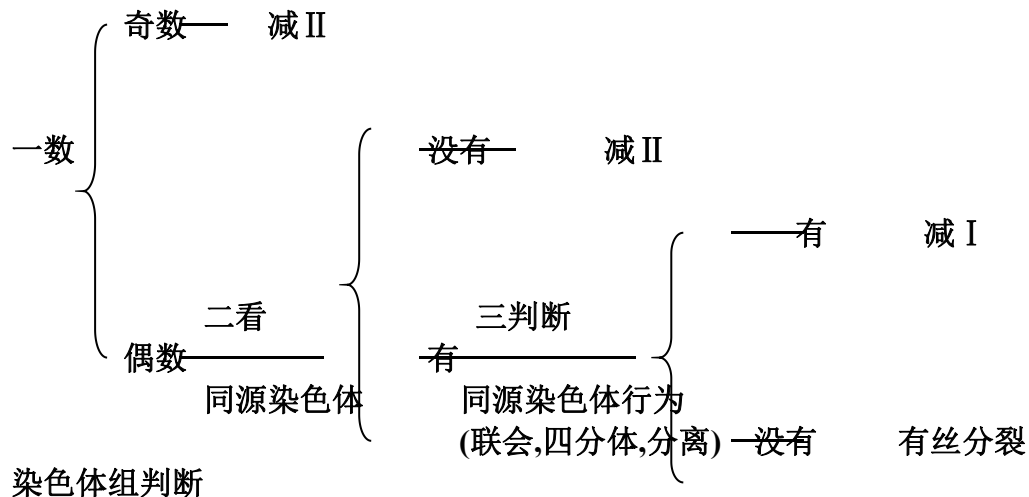 奇数 减Ⅱ
一数 没有 减Ⅱ
有 减Ⅰ
二看 三判断
偶数 有
同源染色体 同源染色体行为
(联会,四分体,分离) 没有 有丝分裂
染色体组判断